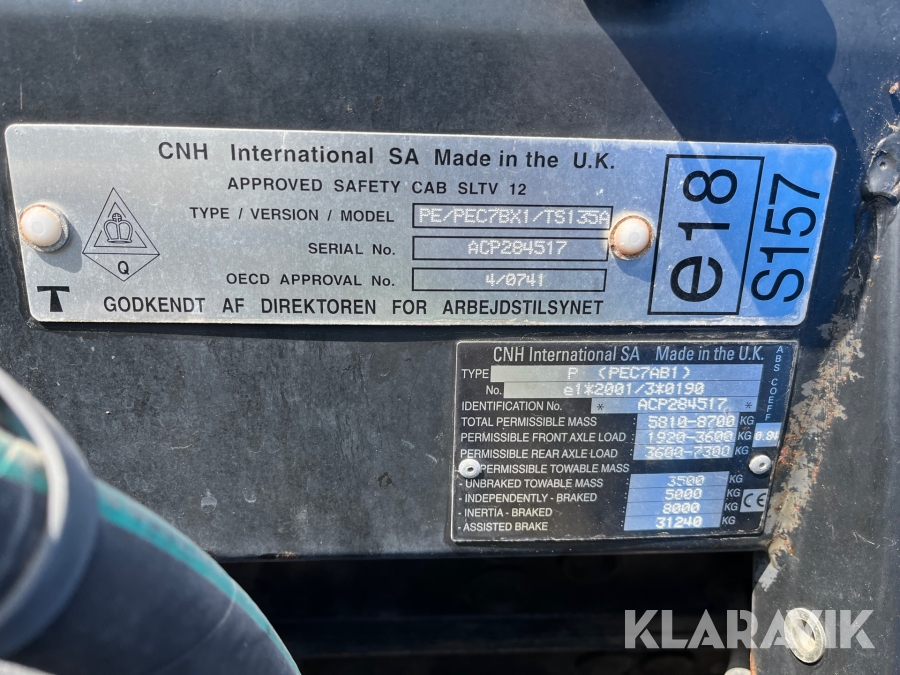 CNH International SA Made in the U.K.
APPROVED SAFETY CAB SLTV 12
TYPE / VERSION / MODEL PE/PEC7BX1/TS135A
SERIAL No. ACP284517
OECD APPROVAL No. 4/0741
GODKENDT AF DIREKTOREN FOR ARBEJDSTILSYNET
Q
T
e18
S157
CNH International SA Made in the U.K.
TYPE P (PEC7AB1)
No. e1*2001/3*0190
IDENTIFICATION No. * ACP284517 *
TOTAL PERMISSIBLE MASS 5810-8700 KG
PERMISSIBLE FRONT AXLE LOAD : 1920-3600 KG
PERMISSIBLE REAR AXLE LOAD 3600-7300 KG
PERMISSIBLE TOWABLE MASS
- UNBRAKED TOWABLE MASS 3500 KG
- INDEPENDENTLY - BRAKED 5000 KG
- INERTIA - BRAKED 8000 KG
- ASSISTED BRAKE 31240 KG
ABS COEFF
0.94
CE
KLARAVIK